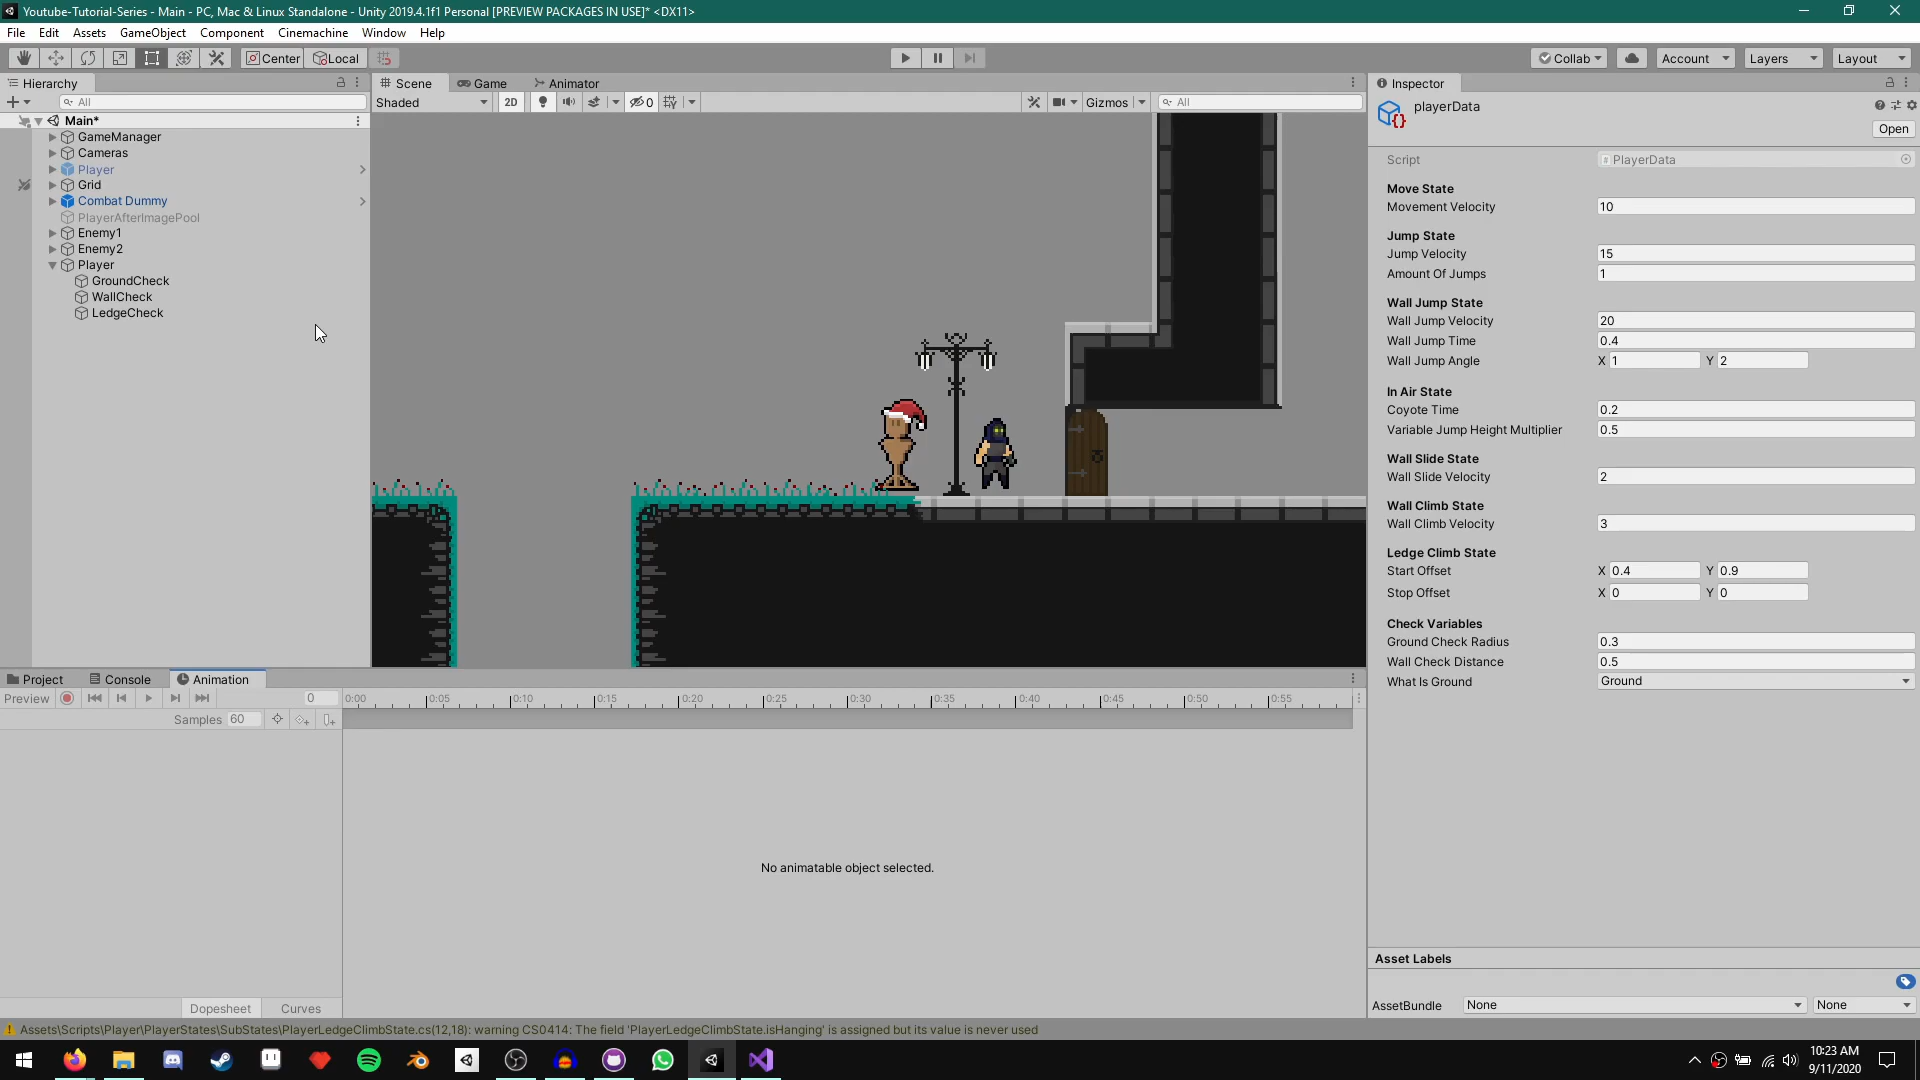 Youtube-Tutorial-Series - Main - PC, Mac & Linux Standalone - Unity 2019.4.1f1 Personal [PREVIEW PACKAGES IN USE]* <DX11>
File Edit Assets GameObject Component Cinemachine Window Help
Center Local Collab Account Layers Layout
Hierarchy
All
Main*
GameManager
Cameras
Player
Grid
Combat Dummy
PlayerAfterImagePool
Enemy1
Enemy2
Player
GroundCheck
WallCheck
LedgeCheck
Scene Game Animator
Shaded 2D 0 Gizmos All
Inspector
playerData
Open
Script PlayerData
Move State
Movement Velocity 10
Jump State
Jump Velocity 15
Amount Of Jumps 1
Wall Jump State
Wall Jump Velocity 20
Wall Jump Time 0.4
Wall Jump Angle X 1 Y 2
In Air State
Coyote Time 0.2
Variable Jump Height Multiplier 0.5
Wall Slide State
Wall Slide Velocity 2
Wall Climb State
Wall Climb Velocity 3
Ledge Climb State
Start Offset X 0.4 Y 0.9
Stop Offset X 0 Y 0
Check Variables
Ground Check Radius 0.3
Wall Check Distance 0.5
What Is Ground Ground
Asset Labels
AssetBundle None None
Project Console Animation
Preview 0 0:00 0:05 0:10 0:15 0:20 0:25 0:30 0:35 0:40 0:45 0:50 0:55
Samples 60
No animatable object selected.
Dopesheet Curves
Assets\Scripts\Player\PlayerStates\SubStates\PlayerLedgeClimbState.cs(12,18): warning CS0414: The field 'PlayerLedgeClimbState.isHanging' is assigned but its value is never used
10:23 AM
9/11/2020